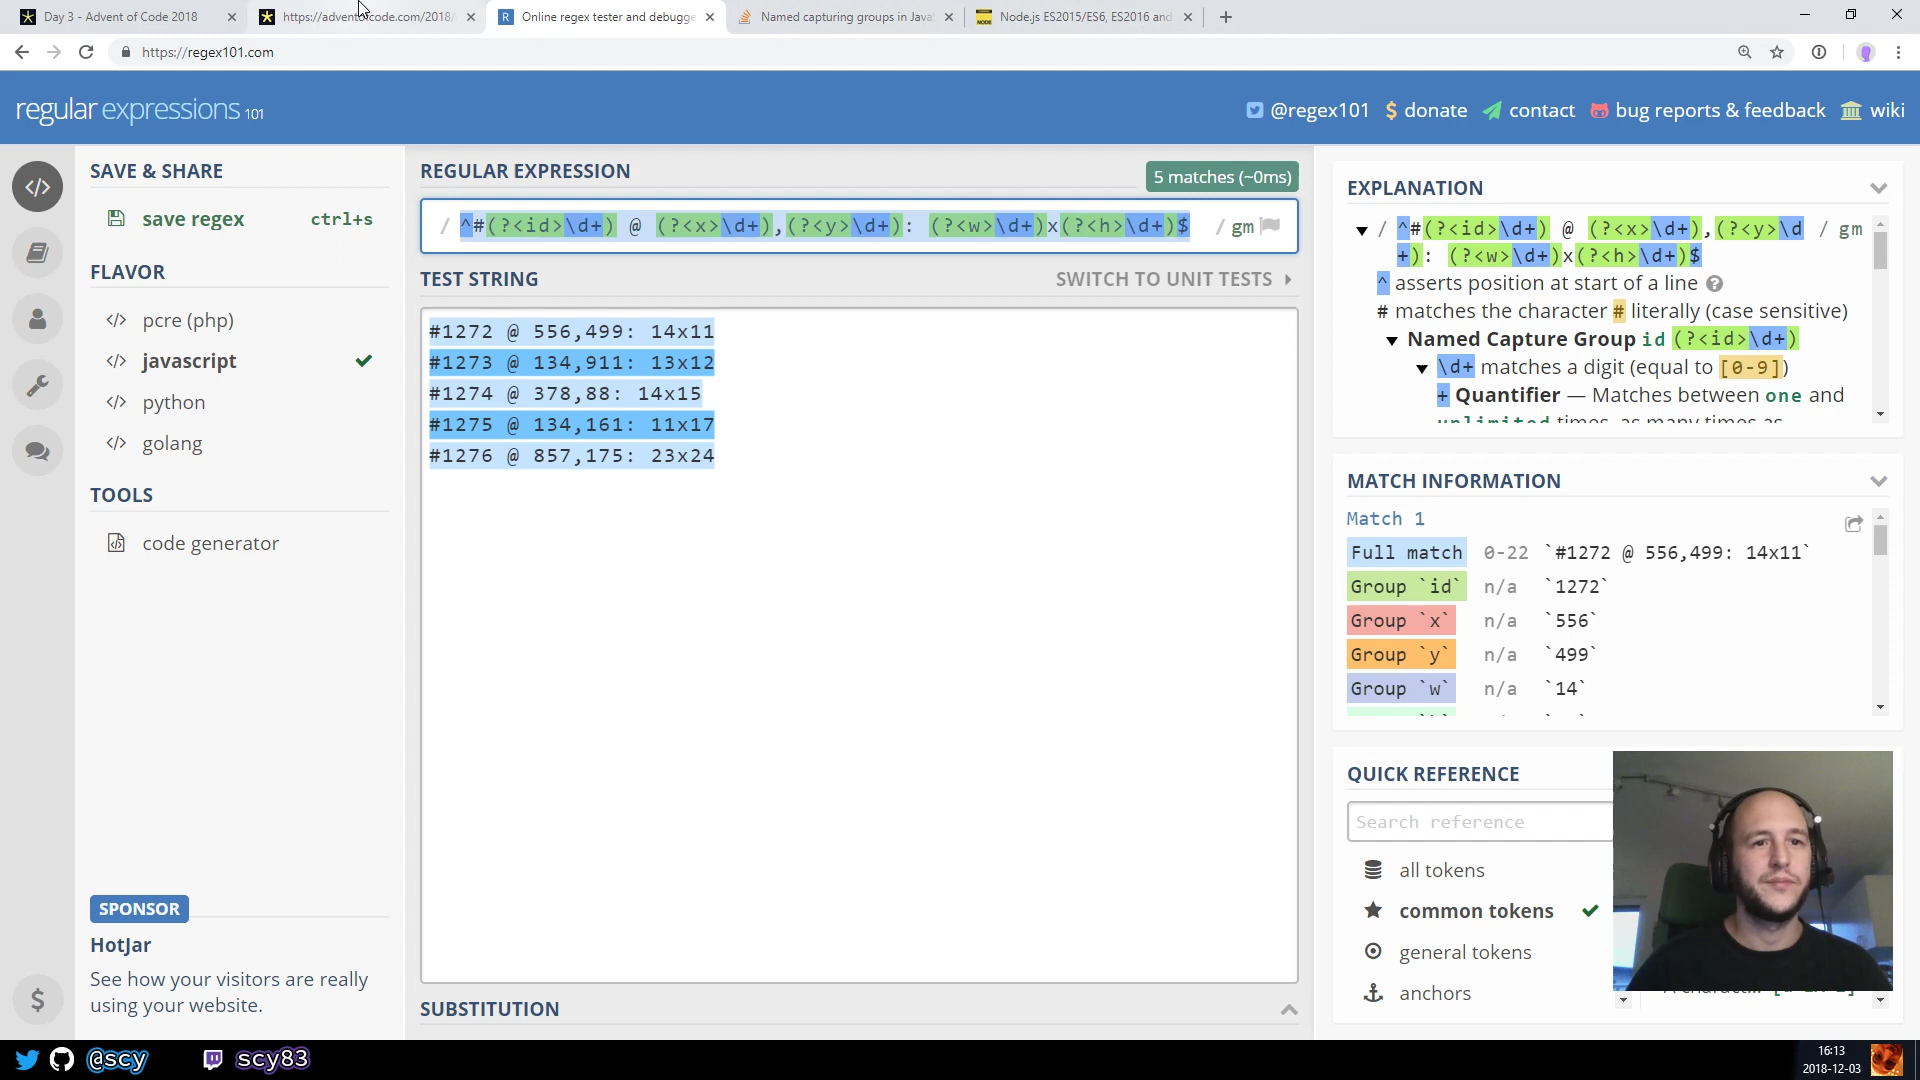 Day 3 - Advent of Code 2018
https://adventofcode.com/2018/
Online regex tester and debugge
Named capturing groups in Java
Node.js ES2015/ES6, ES2016 and
https://regex101.com
regular expressions 101
@regex101
donate
contact
bug reports & feedback
wiki
SAVE & SHARE
save regex ctrl+s
FLAVOR
pcre (php)
javascript
python
golang
TOOLS
code generator
SPONSOR
Hotjar
See how your visitors are really
using your website.
REGULAR EXPRESSION
5 matches (~0ms)
/ ^#(?<id>\d+) @ (?<x>\d+),(?<y>\d+): (?<w>\d+)x(?<h>\d+)$ / gm
TEST STRING
SWITCH TO UNIT TESTS
#1272 @ 556,499: 14x11
#1273 @ 134,911: 13x12
#1274 @ 378,88: 14x15
#1275 @ 134,161: 11x17
#1276 @ 857,175: 23x24
SUBSTITUTION
EXPLANATION
/ ^#(?<id>\d+) @ (?<x>\d+),(?<y>\d / gm
+): (?<w>\d+)x(?<h>\d+)$
^ asserts position at start of a line
# matches the character # literally (case sensitive)
Named Capture Group id (?<id>\d+)
\d+ matches a digit (equal to [0-9])
+ Quantifier — Matches between one and
unlimited times, as many times as
MATCH INFORMATION
Match 1
Full match 0-22 `#1272 @ 556,499: 14x11`
Group `id` n/a `1272`
Group `x` n/a `556`
Group `y` n/a `499`
Group `w` n/a `14`
QUICK REFERENCE
Search reference
all tokens
common tokens
general tokens
anchors
@scy
scy83
16:13
2018-12-03